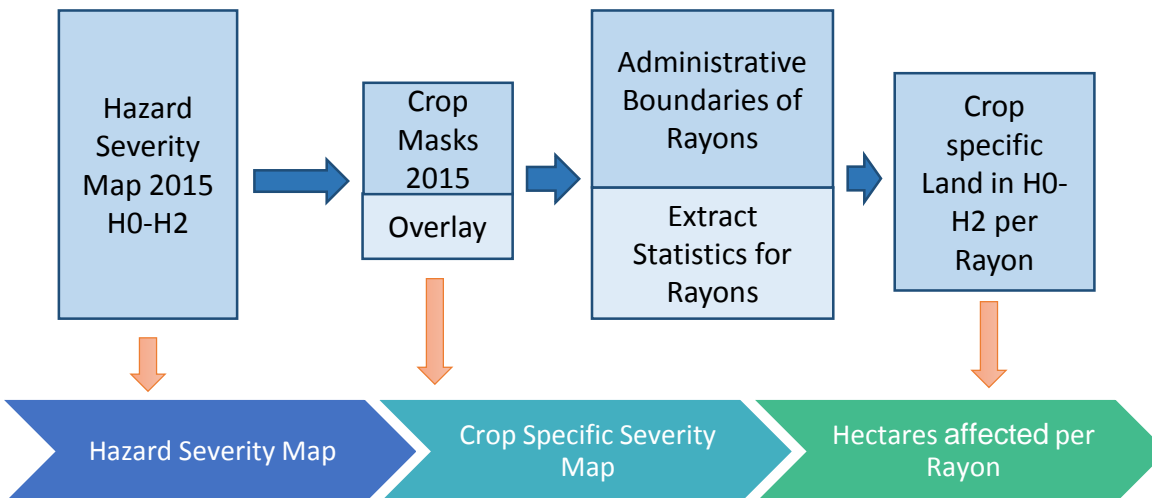 Hazard
Severity
Map 2015
H0-H2
Crop
Masks
2015
Overlay
Administrative
Boundaries of
Rayons
Extract
Statistics for
Rayons
Crop
specific
Land in H0-
H2 per
Rayon
Hazard Severity Map
Crop Specific Severity
Map
Hectares affected per
Rayon